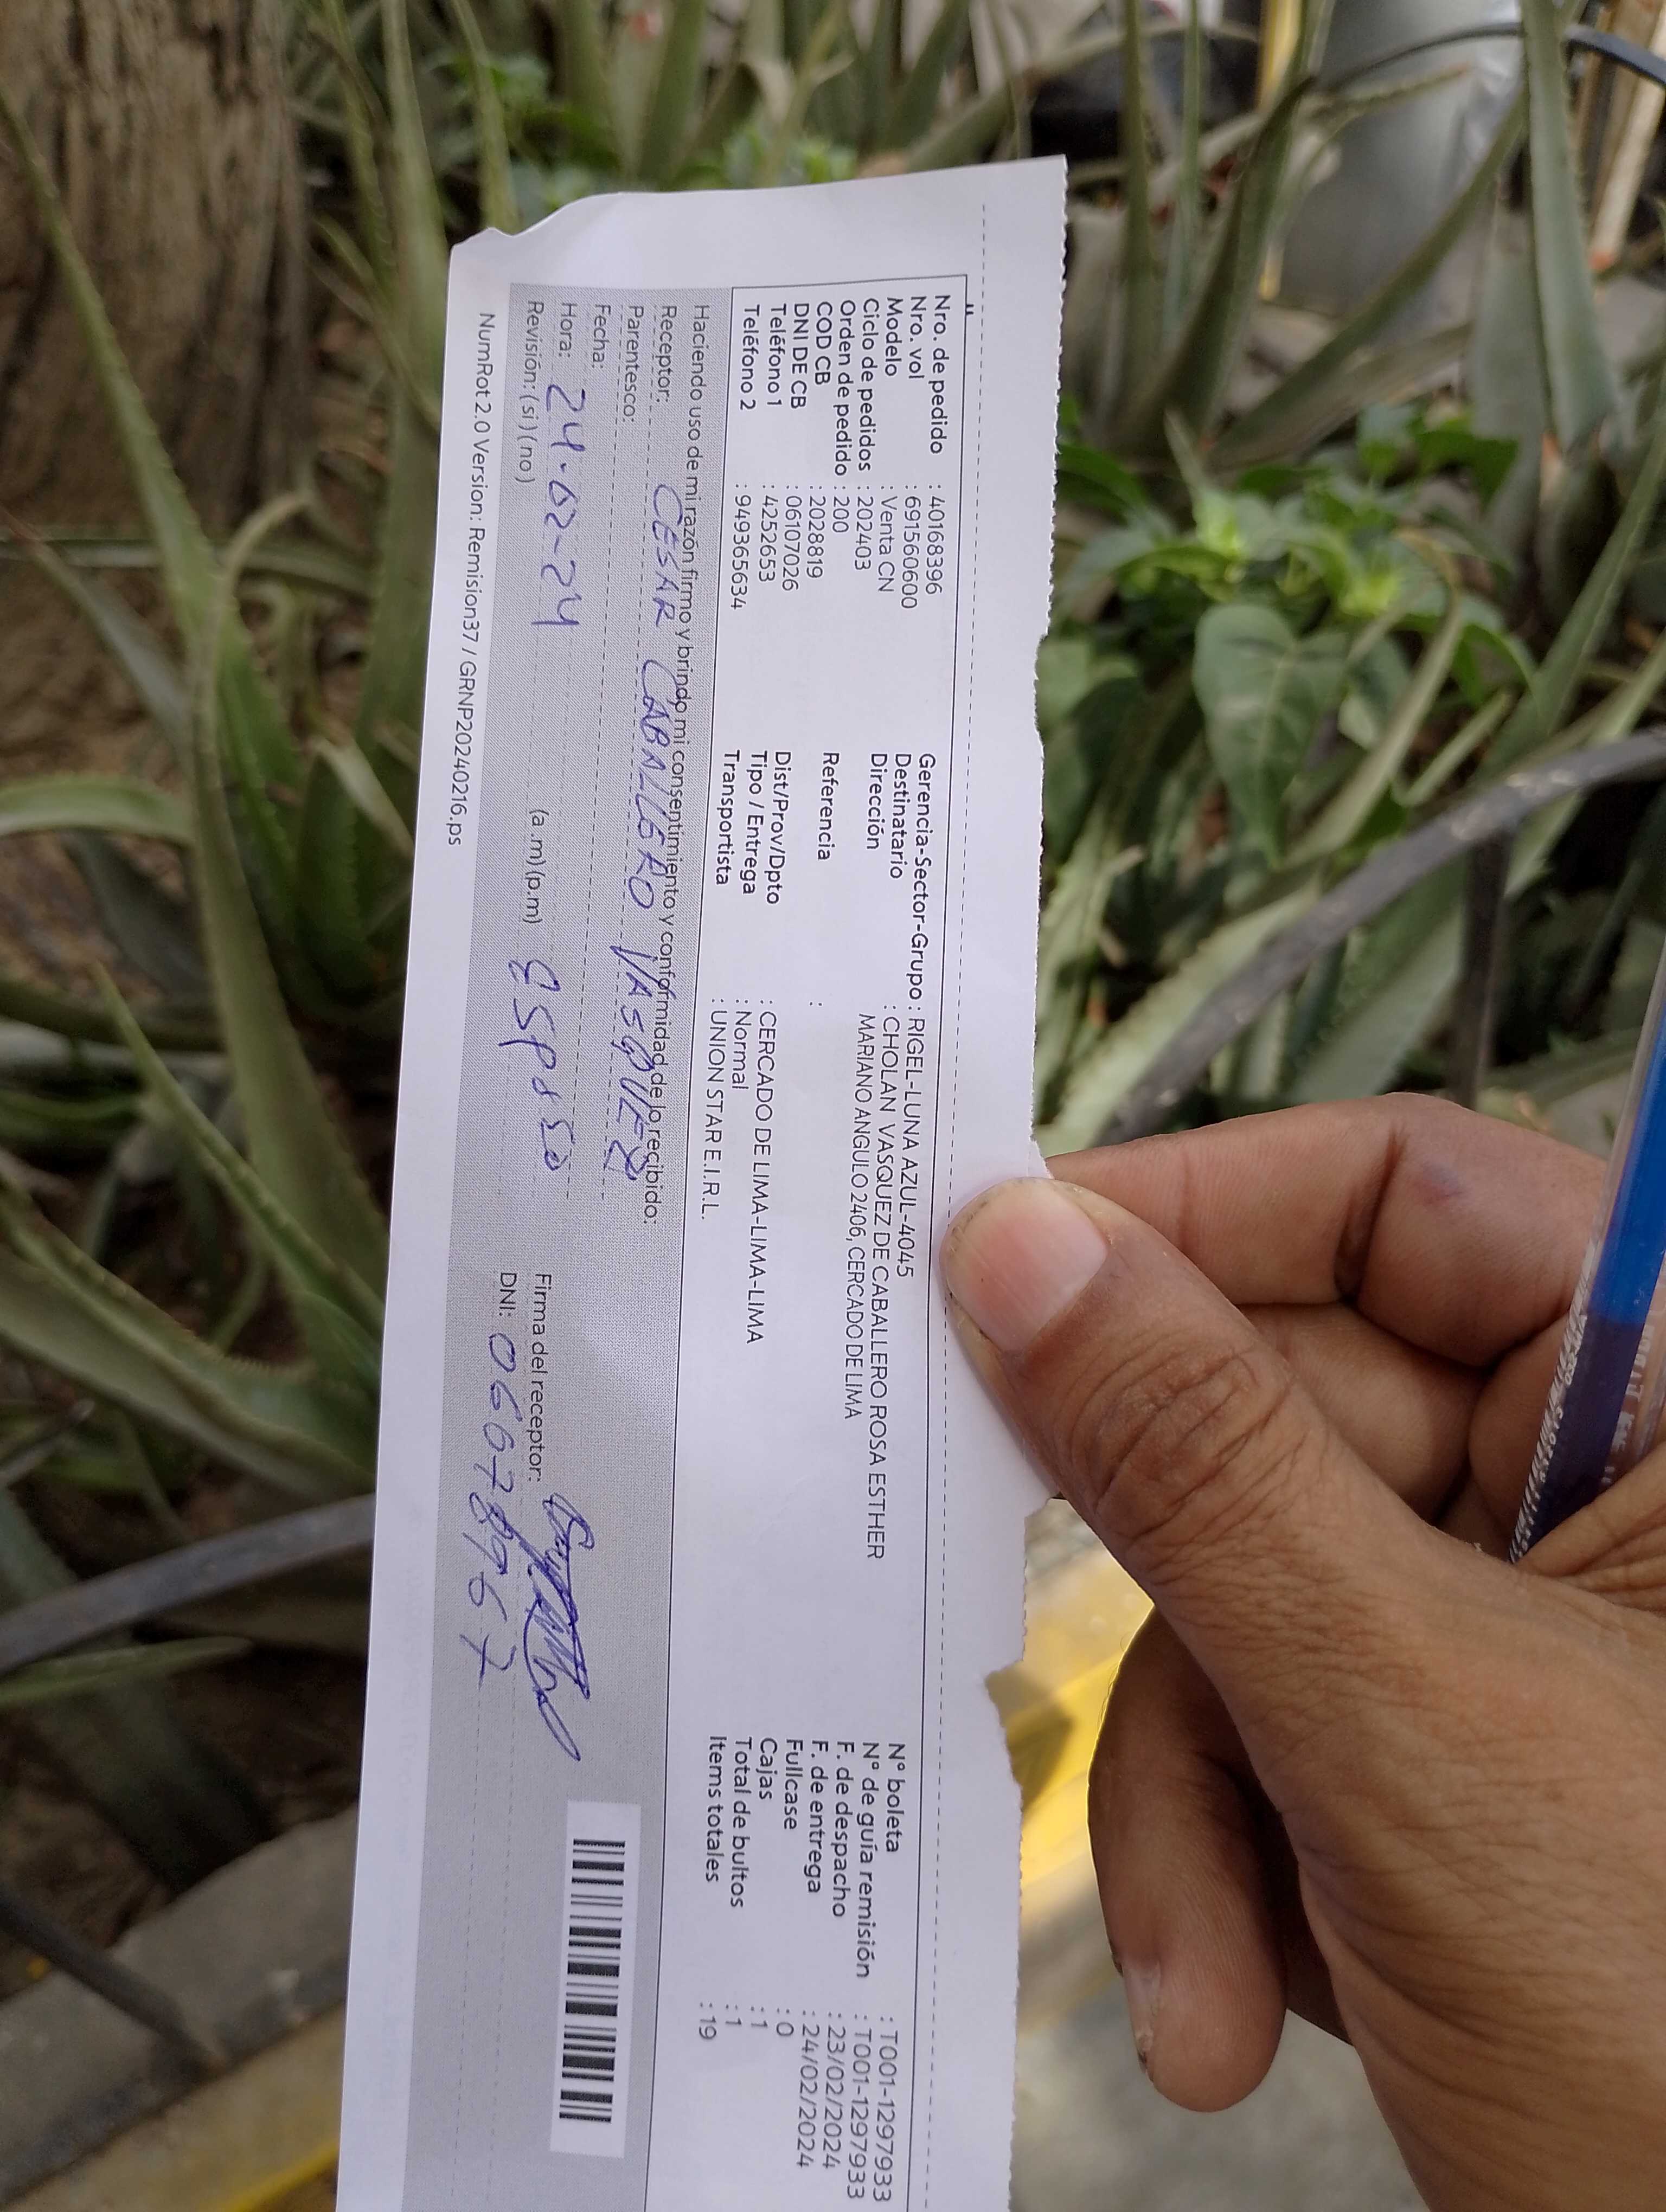 Nro. de pedido : 40168396
Nro. vol : 691560600
Modelo : Venta CN
Ciclo de pedidos : 202403
Orden de pedido : 200
COD CB : 2028819
DNI DE CB : 06107026
Teléfono 1 : 4252653
Teléfono 2 : 949365634
Gerencia-Sector-Grupo : RIGEL-LUNA AZUL-4045
Destinatario : CHOLAN VASQUEZ DE CABALLERO ROSA ESTHER
Dirección MARIANO ANGULO 2406, CERCADO DE LIMA
Referencia :
Dist/Prov/Dpto : CERCADO DE LIMA-LIMA-LIMA
Tipo / Entrega : Normal
Transportista : UNION STAR E.I.R.L.
N° boleta : T001-1297933
N° de guía remisión : T001-1297933
F. de despacho : 23/02/2024
F. de entrega : 24/02/2024
Fullcase : 0
Cajas : 1
Total de bultos : 1
Items totales : 19
Haciendo uso de mi razón firmo y brindo mi consentimiento y conformidad de lo recibido:
Receptor: CESAR CABALLERO VASQUEZ
Parentesco:
Fecha:
Hora: 24-02-24 (a.m)(p.m) ESPOSO
Revisión: (si) (no)
Firma del receptor:
DNI: 06678967
NumRot 2.0 Version: Remision37 / GRNP20240216.ps